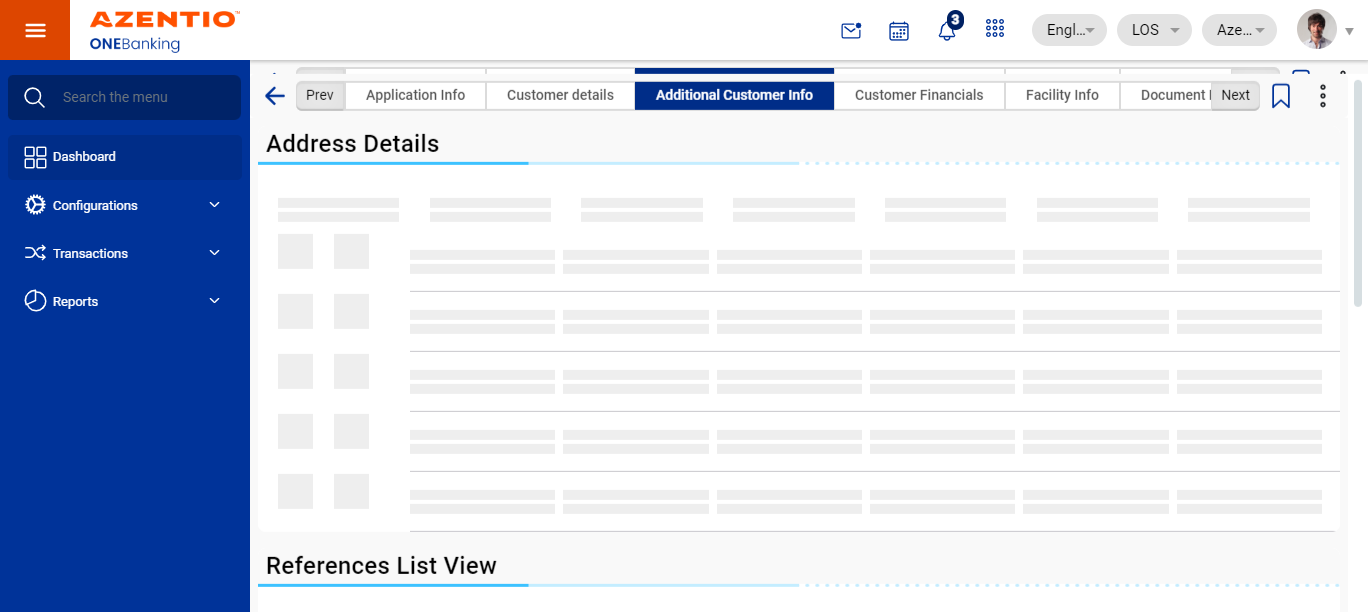 AZENTIO™
ONEBanking
3
Engl...
LOS
Aze...
Search the menu
Dashboard
Configurations
Transactions
Reports
Prev
Application Info
Customer details
Additional Customer Info
Customer Financials
Facility Info
Document
Next
Address Details
References List View